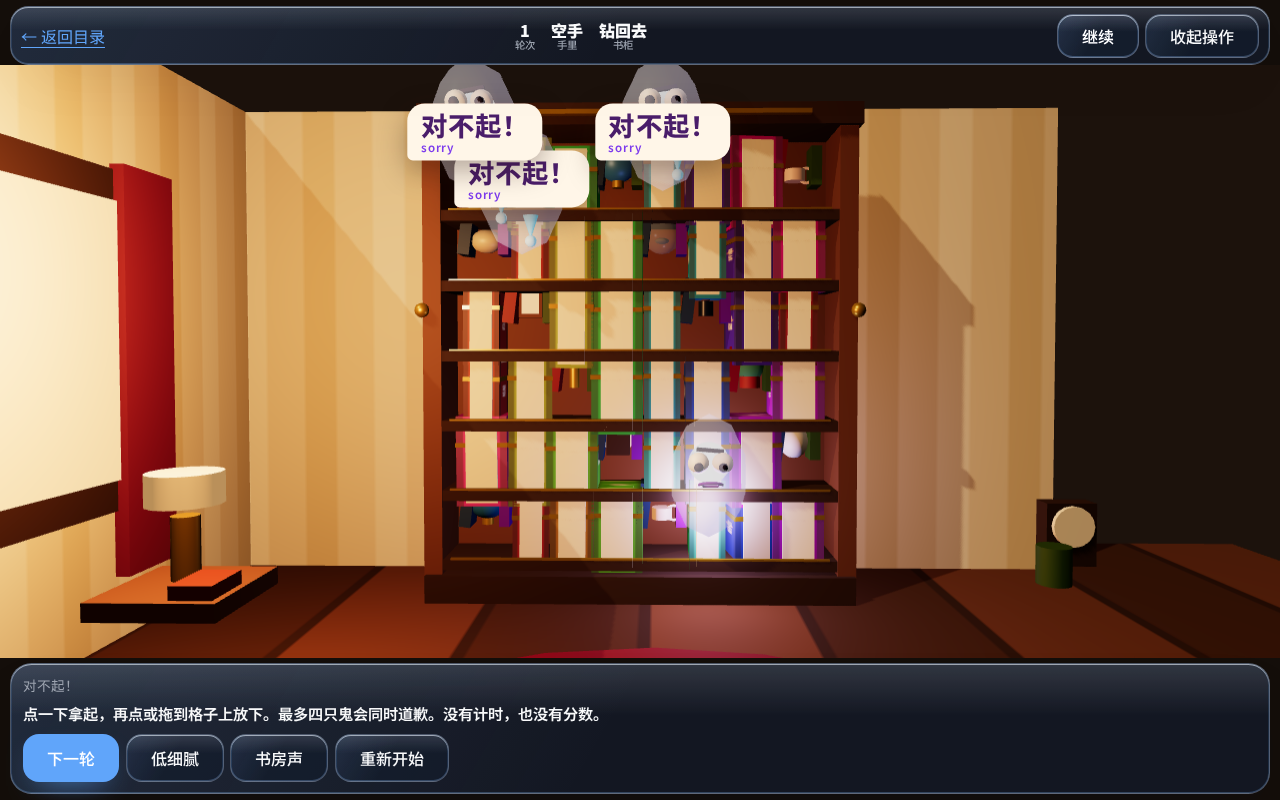 ← 返回目录
1
轮次
空手
手里
钻回去
书柜
继续
收起操作
对不起!
sorry
对不起!
sorry
对不起!
sorry
对不起!
点一下拿起，再点或拖到格子上放下。最多四只鬼会同时道歉。没有计时，也没有分数。
下一轮
低细腻
书房声
重新开始